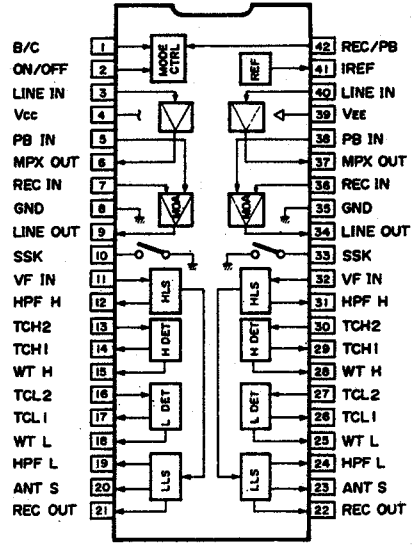 B/C 1 MODE CTRL 42 REC/PB
ON/OFF 2 REF 41 IREF
LINE IN 3 40 LINE IN
Vcc 4 39 VEE
PB IN 5 38 PB IN
MPX OUT 6 37 MPX OUT
REC IN 7 36 REC IN
GND 8 MDA MDA 35 GND
LINE OUT 9 34 LINE OUT
SSK 10 33 SSK
VF IN 11 HLS HLS 32 VF IN
HPF H 12 31 HPF H
TCH2 13 H DET H DET 30 TCH2
TCH1 14 29 TCH1
WT H 15 28 WT H
TCL2 16 L DET L DET 27 TCL2
TCL1 17 26 TCL1
WT L 18 25 WT L
HPF L 19 LLS LLS 24 HPF L
ANT S 20 23 ANT S
REC OUT 21 22 REC OUT